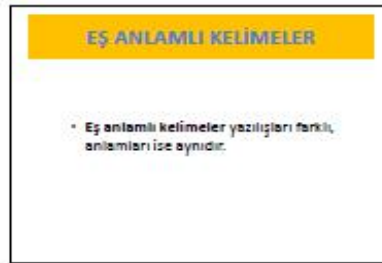 EŞ ANLAMLI KELİMELER
• Eş anlamlı kelimeler yazılışları farklı,
anlamları ise aynıdır.